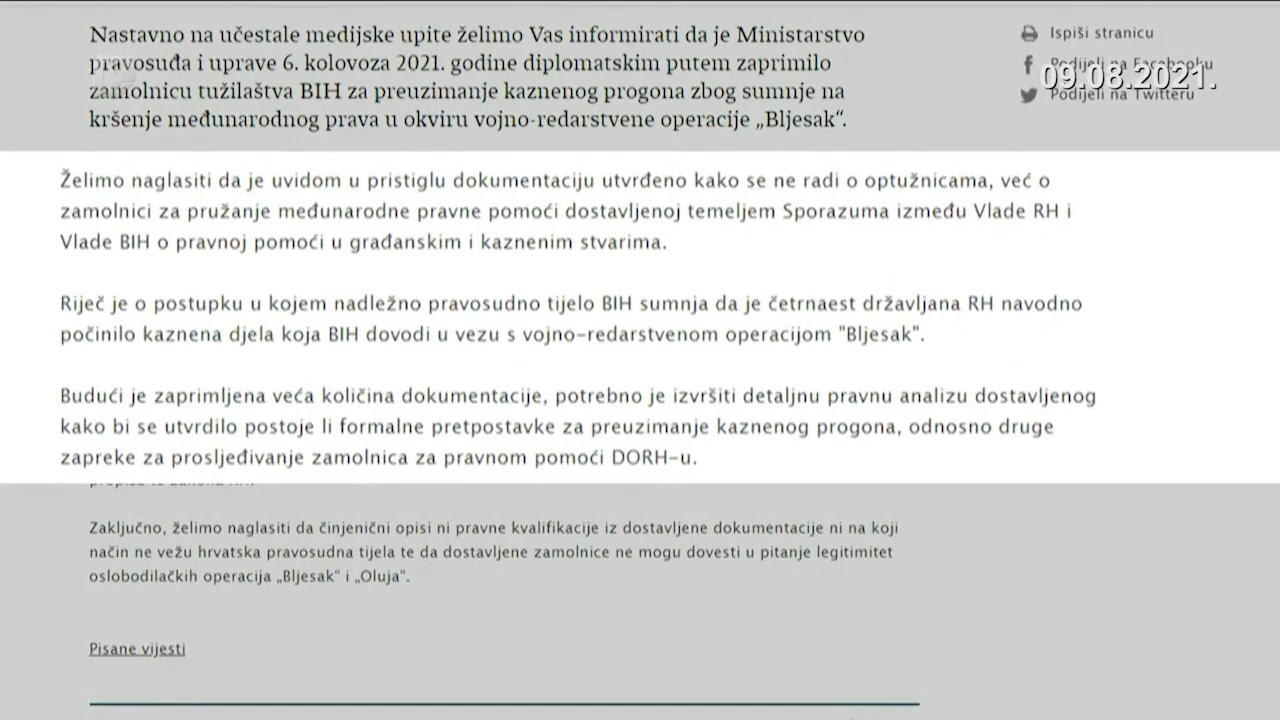 Nastavno na učestale medijske upite želimo Vas informirati da je Ministarstvo
pravosuđa i uprave 6. kolovoza 2021. godine diplomatskim putem zaprimilo
zamolnicu tužilaštva BIH za preuzimanje kaznenog progona zbog sumnje na
kršenje međunarodnog prava u okviru vojno-redarstvene operacije „Bljesak“.
Ispiši stranicu
Podijeli na Facebooku
09.08.2021.
Podijeli na Twitteru
Želimo naglasiti da je uvidom u pristiglu dokumentaciju utvrđeno kako se ne radi o optužnicama, već o
zamolnici za pružanje međunarodne pravne pomoći dostavljenoj temeljem Sporazuma između Vlade RH i
Vlade BIH o pravnoj pomoći u građanskim i kaznenim stvarima.
Riječ je o postupku u kojem nadležno pravosudno tijelo BIH sumnja da je četrnaest državljana RH navodno
počinilo kaznena djela koja BIH dovodi u vezu s vojno-redarstvenom operacijom "Bljesak".
Budući je zaprimljena veća količina dokumentacije, potrebno je izvršiti detaljnu pravnu analizu dostavljenog
kako bi se utvrdilo postoje li formalne pretpostavke za preuzimanje kaznenog progona, odnosno druge
zapreke za prosljeđivanje zamolnica za pravnom pomoći DORH-u.
Zaključno, želimo naglasiti da činjenični opisi ni pravne kvalifikacije iz dostavljene dokumentacije ni na koji
način ne vežu hrvatska pravosudna tijela te da dostavljene zamolnice ne mogu dovesti u pitanje legitimitet
oslobodilačkih operacija „Bljesak“ i „Oluja“.
Pisane vijesti